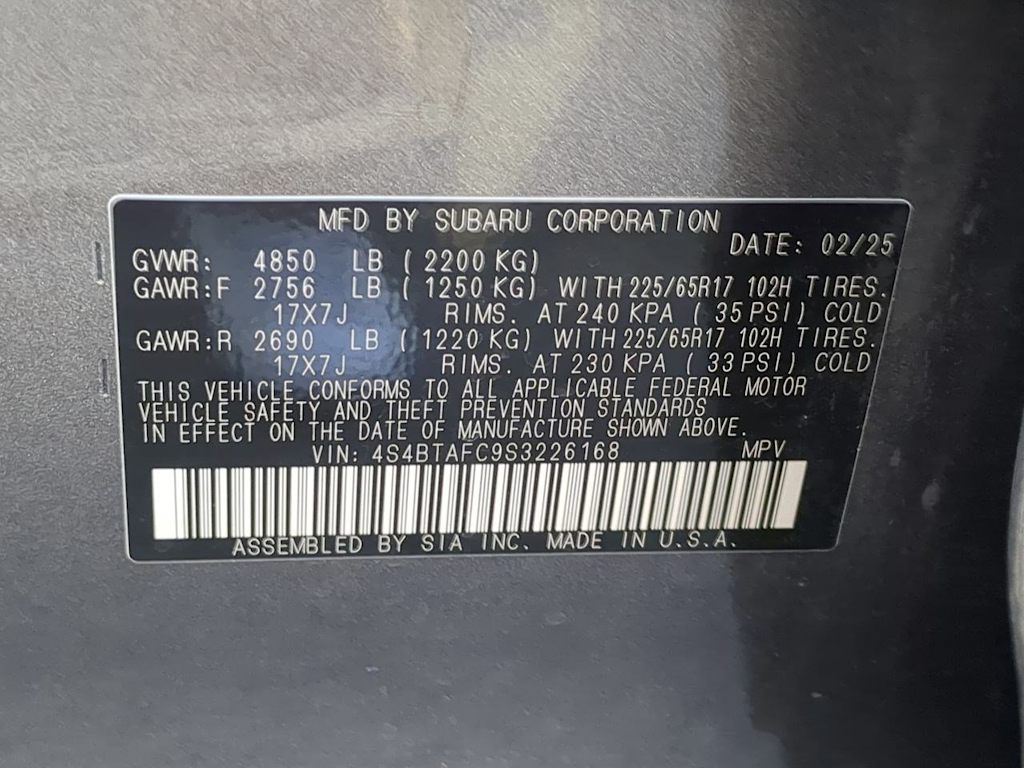 MFD BY SUBARU CORPORATION
DATE: 02/25
GVWR: 4850 LB ( 2200 KG)
GAWR:F 2756 LB ( 1250 KG) WITH 225/65R17 102H TIRES.
17X7J RIMS. AT 240 KPA ( 35 PSI) COLD
GAWR:R 2690 LB ( 1220 KG) WITH 225/65R17 102H TIRES.
17X7J RIMS. AT 230 KPA ( 33 PSI) COLD
THIS VEHICLE CONFORMS TO ALL APPLICABLE FEDERAL MOTOR
VEHICLE SAFETY AND THEFT PREVENTION STANDARDS
IN EFFECT ON THE DATE OF MANUFACTURE SHOWN ABOVE.
VIN: 4S4BTAFC9S3226168 MPV
ASSEMBLED BY SIA INC. MADE IN U.S.A.